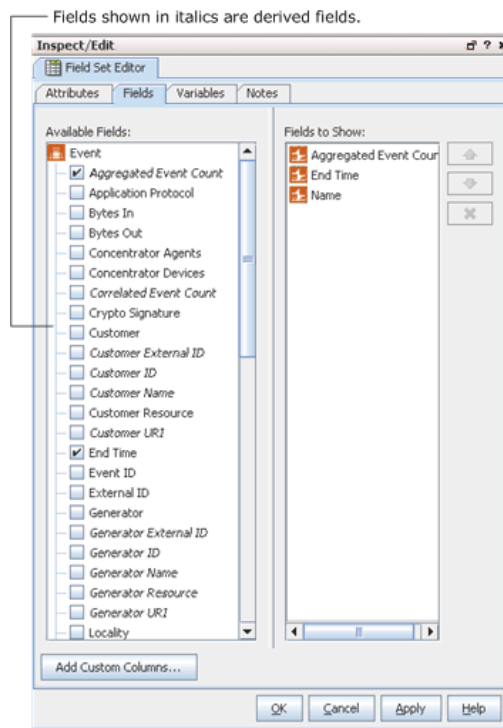 Fields shown in italics are derived fields.
Inspect/Edit
Field Set Editor
Attributes Fields Variables Notes
Available Fields:
Event
Aggregated Event Count
Application Protocol
Bytes In
Bytes Out
Concentrator Agents
Concentrator Devices
Correlated Event Count
Crypto Signature
Customer
Customer External ID
Customer ID
Customer Name
Customer Resource
Customer URI
End Time
Event ID
External ID
Generator
Generator External ID
Generator ID
Generator Name
Generator Resource
Generator URI
Locality
Fields to Show:
Aggregated Event Cour
End Time
Name
Add Custom Columns...
OK Cancel Apply Help